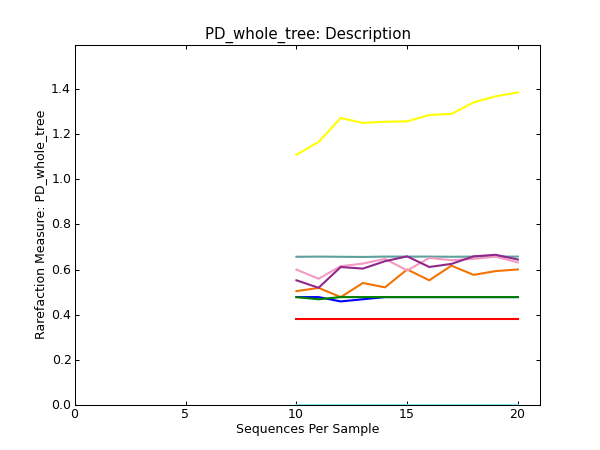 PD_whole_tree: Description
Rarefaction Measure: PD_whole_tree
1.4
1.2
1.0
0.8
0.6
0.4
0.2
0.0
0 5 10 15 20
Sequences Per Sample